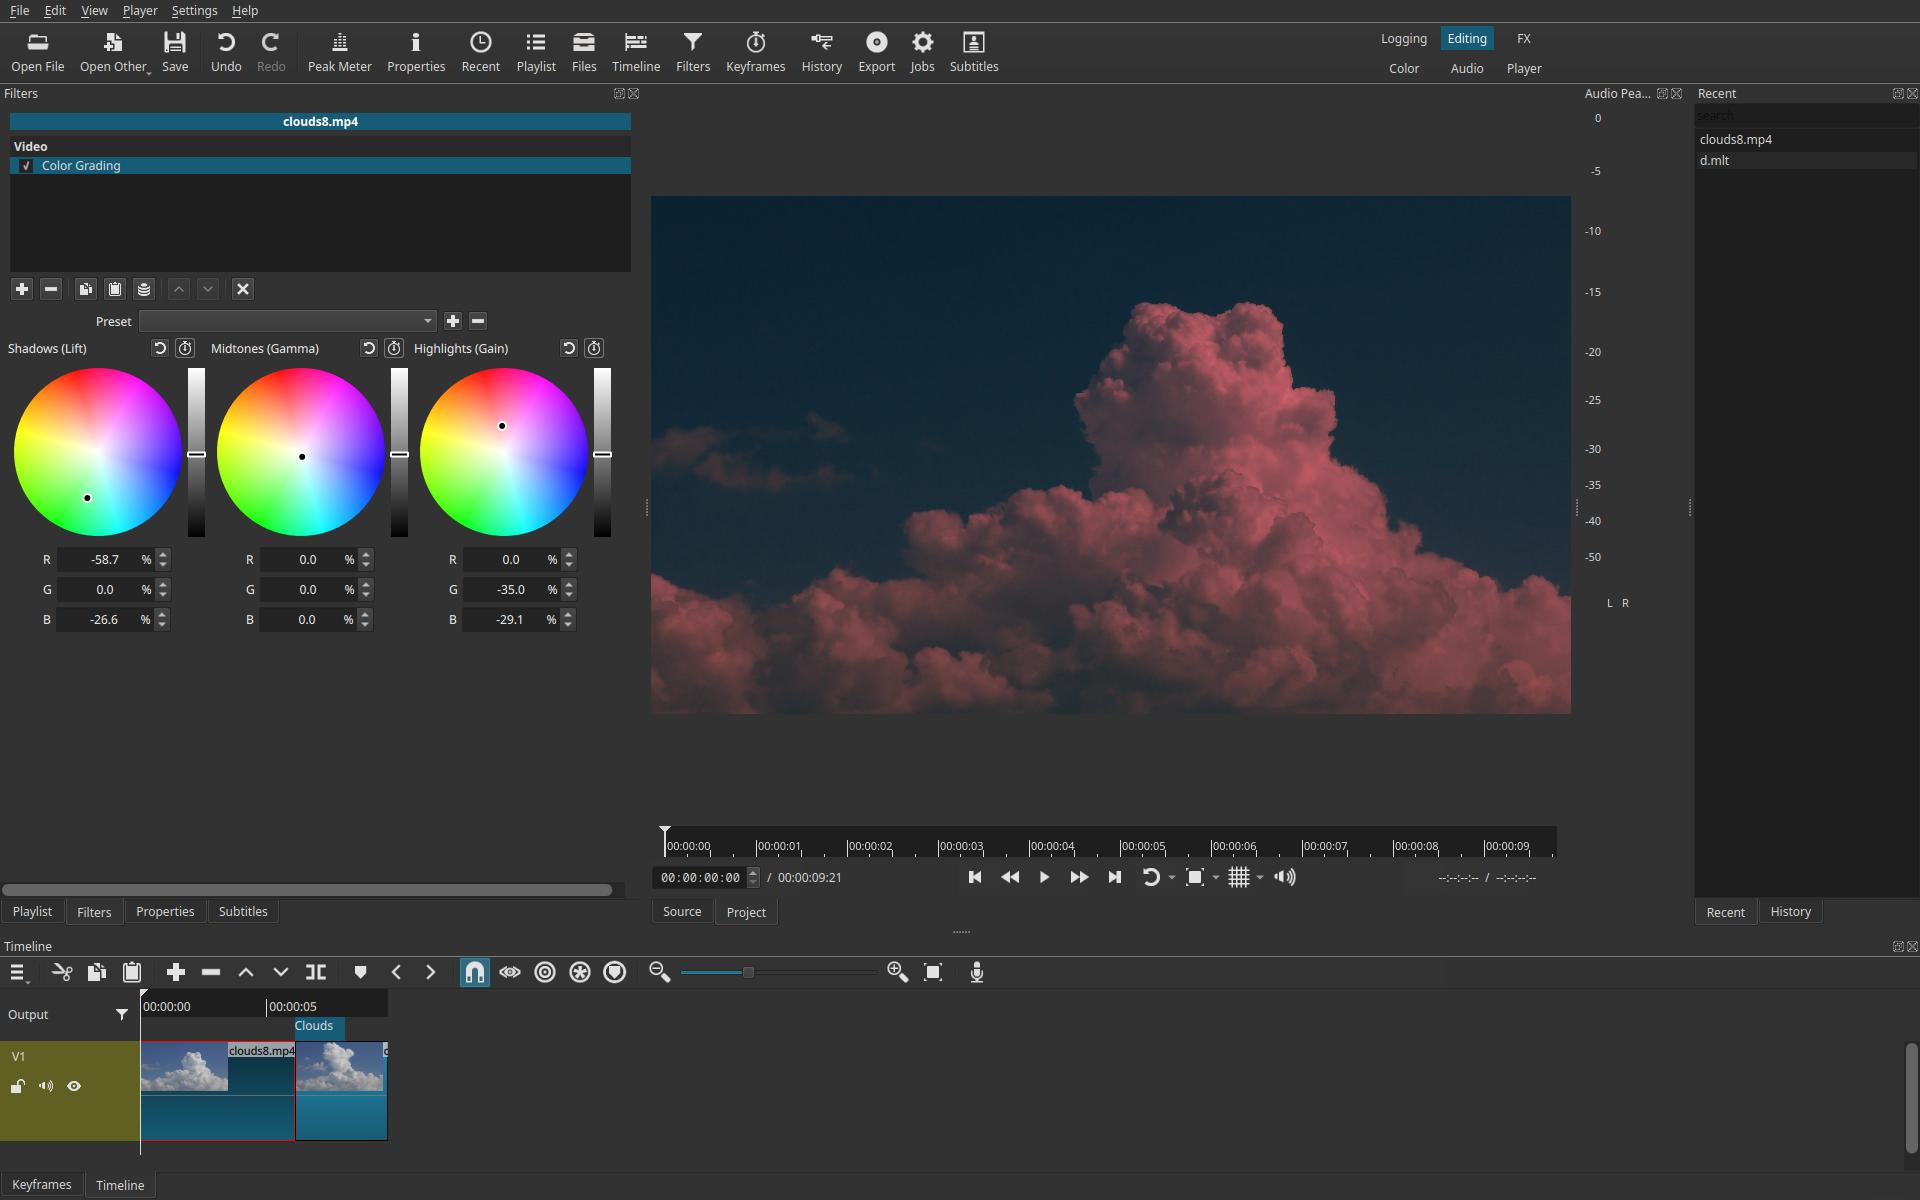 File Edit View Player Settings Help
Open File Open Other Save Undo Redo Peak Meter Properties Recent Playlist Files Timeline Filters Keyframes History Export Jobs Subtitles
Logging Editing FX
Color Audio Player
Filters
clouds8.mp4
Video
Color Grading
Preset
Shadows (Lift) Midtones (Gamma) Highlights (Gain)
R -58.7 % R 0.0 % R 0.0 %
G 0.0 % G 0.0 % G -35.0 %
B -26.6 % B 0.0 % B -29.1 %
Playlist Filters Properties Subtitles
00:00:00 00:00:01 00:00:02 00:00:03 00:00:04 00:00:05 00:00:06 00:00:07 00:00:08 00:00:09
00:00:00:00 / 00:00:09:21
--:--:--:-- / --:--:--:--
Source Project
Audio Pea...
0
-5
-10
-15
-20
-25
-30
-35
-40
-50
L R
Recent
search
clouds8.mp4
d.mlt
Recent History
Timeline
Output
00:00:00 00:00:05
Clouds
V1
clouds8.mp4
Keyframes Timeline